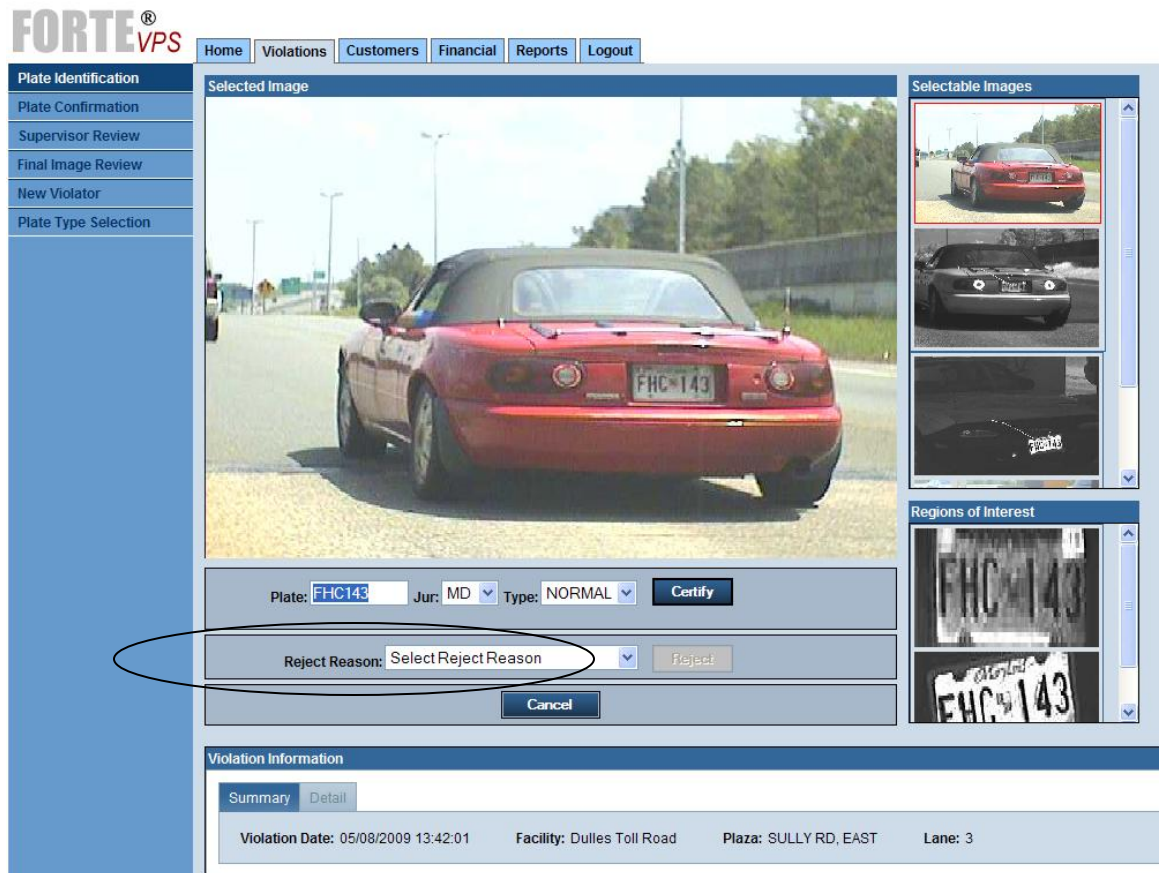 FORTE® VPS
Home Violations Customers Financial Reports Logout
Plate Identification
Plate Confirmation
Supervisor Review
Final Image Review
New Violator
Plate Type Selection
Selected Image
FHC 143
Selectable Images
FHC 143
Regions of Interest
FHC 143
Maryland
FHC 143
Plate: FHC143 Jur: MD Type: NORMAL Certify
Reject Reason: Select Reject Reason Reject
Cancel
Violation Information
Summary Detail
Violation Date: 05/08/2009 13:42:01 Facility: Dulles Toll Road Plaza: SULLY RD, EAST Lane: 3